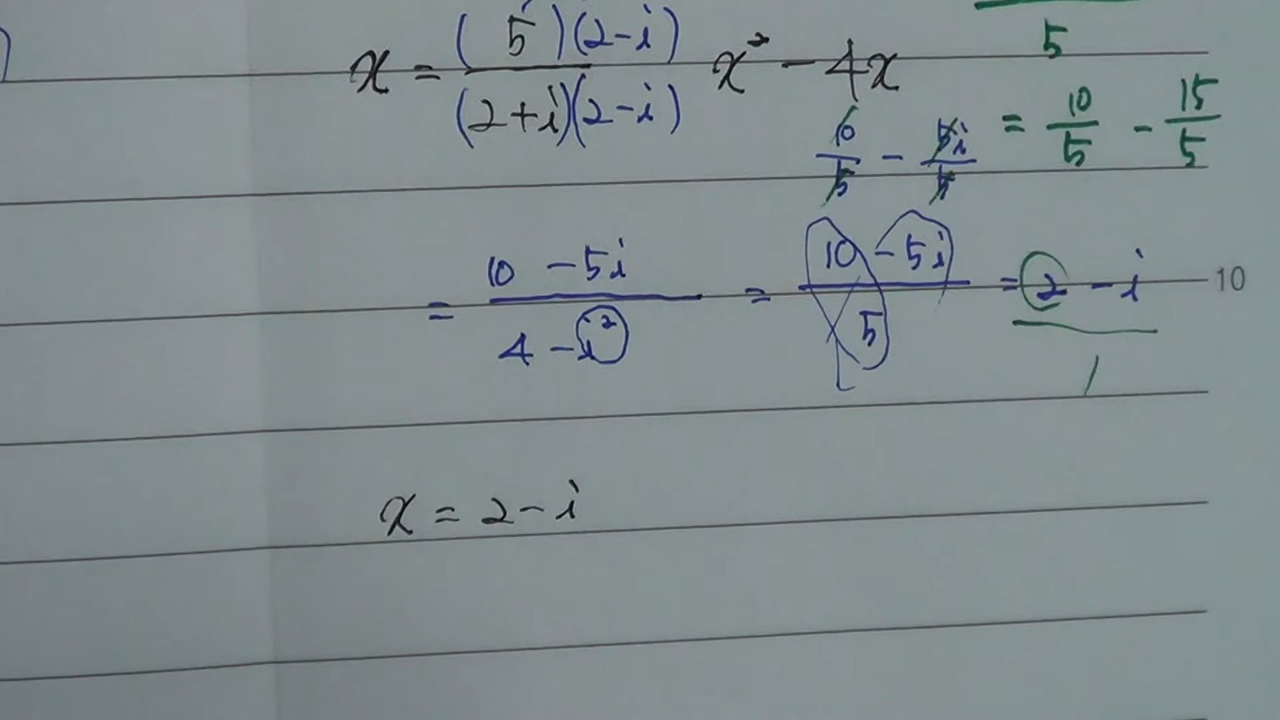 x = (5)(2-i) / (2+i)(2-i) x² - 4x
5
10/5 - 5i/5 = 10/5 - 15/5
= 10 - 5i / 4 - i² = 10 - 5i / 5 = 2 - i 10
x = 2 - i